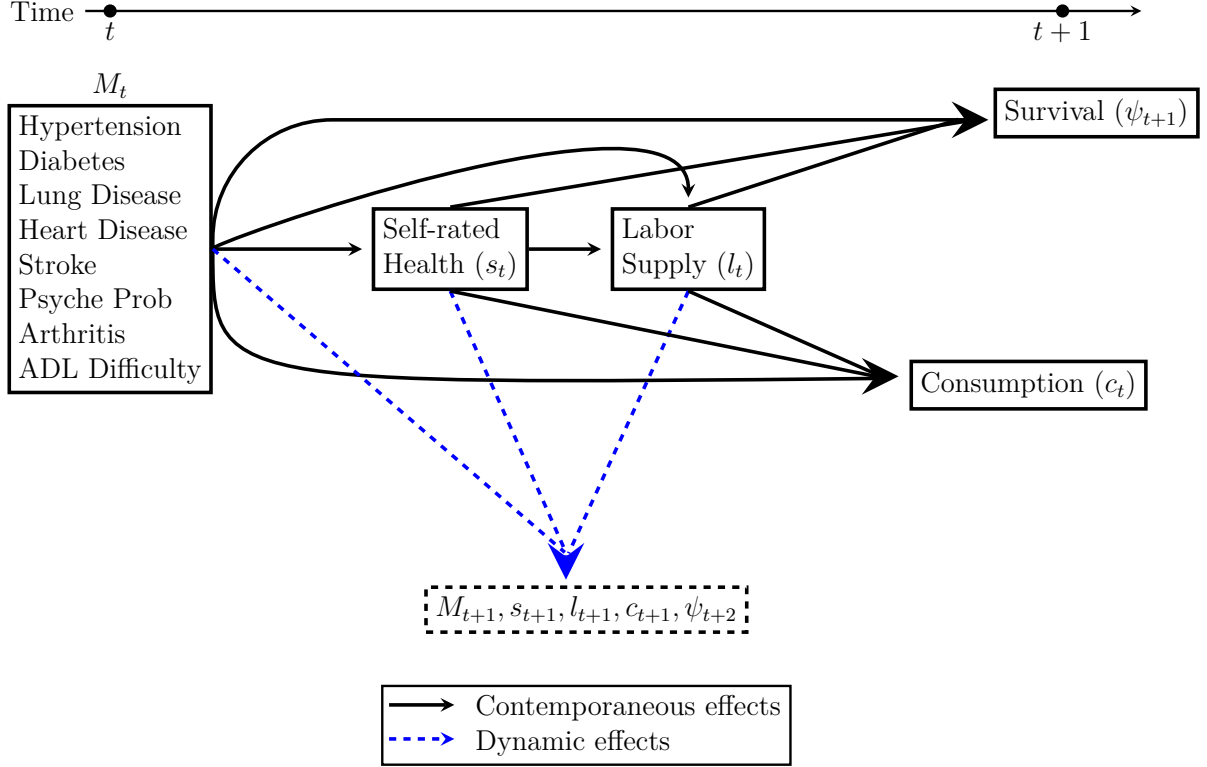 Time
t
t + 1
M_t
Hypertension
Diabetes
Lung Disease
Heart Disease
Stroke
Psyche Prob
Arthritis
ADL Difficulty
Survival (ψ_{t+1})
Self-rated
Health (s_t)
Labor
Supply (l_t)
Consumption (c_t)
M_{t+1}, s_{t+1}, l_{t+1}, c_{t+1}, ψ_{t+2}
Contemporaneous effects
Dynamic effects